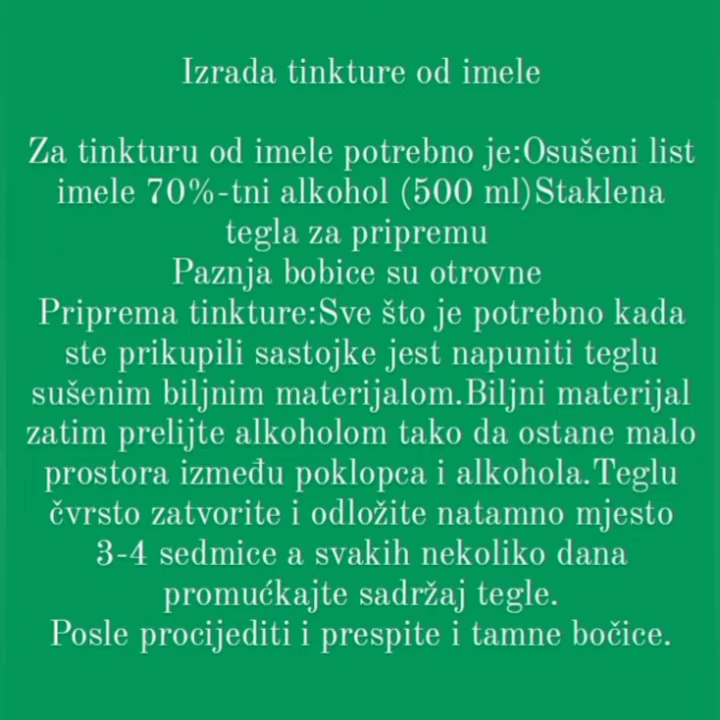 Izrada tinkture od imele
Za tinkturu od imele potrebno je:Osušeni list
imele 70%-tni alkohol (500 ml)Staklena
tegla za pripremu
Paznja bobice su otrovne
Priprema tinkture:Sve što je potrebno kada
ste prikupili sastojke jest napuniti teglu
sušenim biljnim materijalom.Biljni materijal
zatim prelijte alkoholom tako da ostane malo
prostora između poklopca i alkohola.Teglu
čvrsto zatvorite i odložite natamno mjesto
3-4 sedmice a svakih nekoliko dana
promućkajte sadržaj tegle.
Posle procijediti i prespite i tamne bočice.